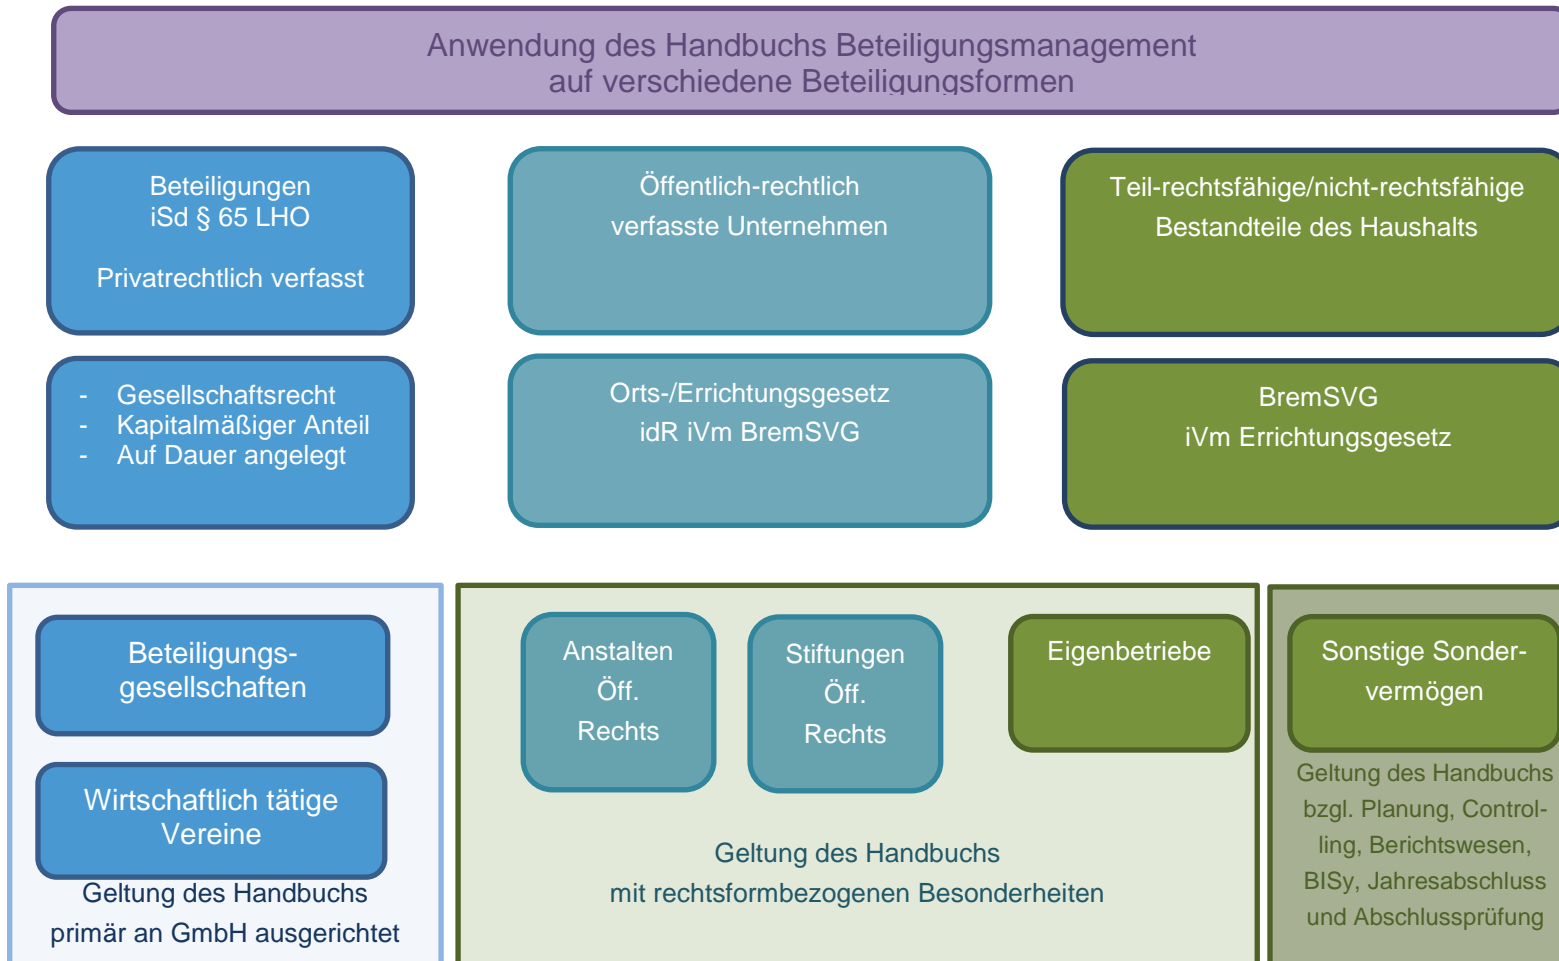 Anwendung des Handbuchs Beteiligungsmanagement
auf verschiedene Beteiligungsformen
Beteiligungen
iSd § 65 LHO
Privatrechtlich verfasst
Öffentlich-rechtlich
verfasste Unternehmen
Teil-rechtsfähige/nicht-rechtsfähige
Bestandteile des Haushalts
- Gesellschaftsrecht
- Kapitalmäßiger Anteil
- Auf Dauer angelegt
Orts-/Errichtungsgesetz
idR iVm BremSVG
BremSVG
iVm Errichtungsgesetz
Beteiligungs-
gesellschaften
Wirtschaftlich tätige
Vereine
Geltung des Handbuchs
primär an GmbH ausgerichtet
Anstalten
Öff.
Rechts
Stiftungen
Öff.
Rechts
Eigenbetriebe
Geltung des Handbuchs
mit rechtsformbezogenen Besonderheiten
Sonstige Sonder-
vermögen
Geltung des Handbuchs
bzgl. Planung, Control-
ling, Berichtswesen,
BISy, Jahresabschluss
und Abschlussprüfung